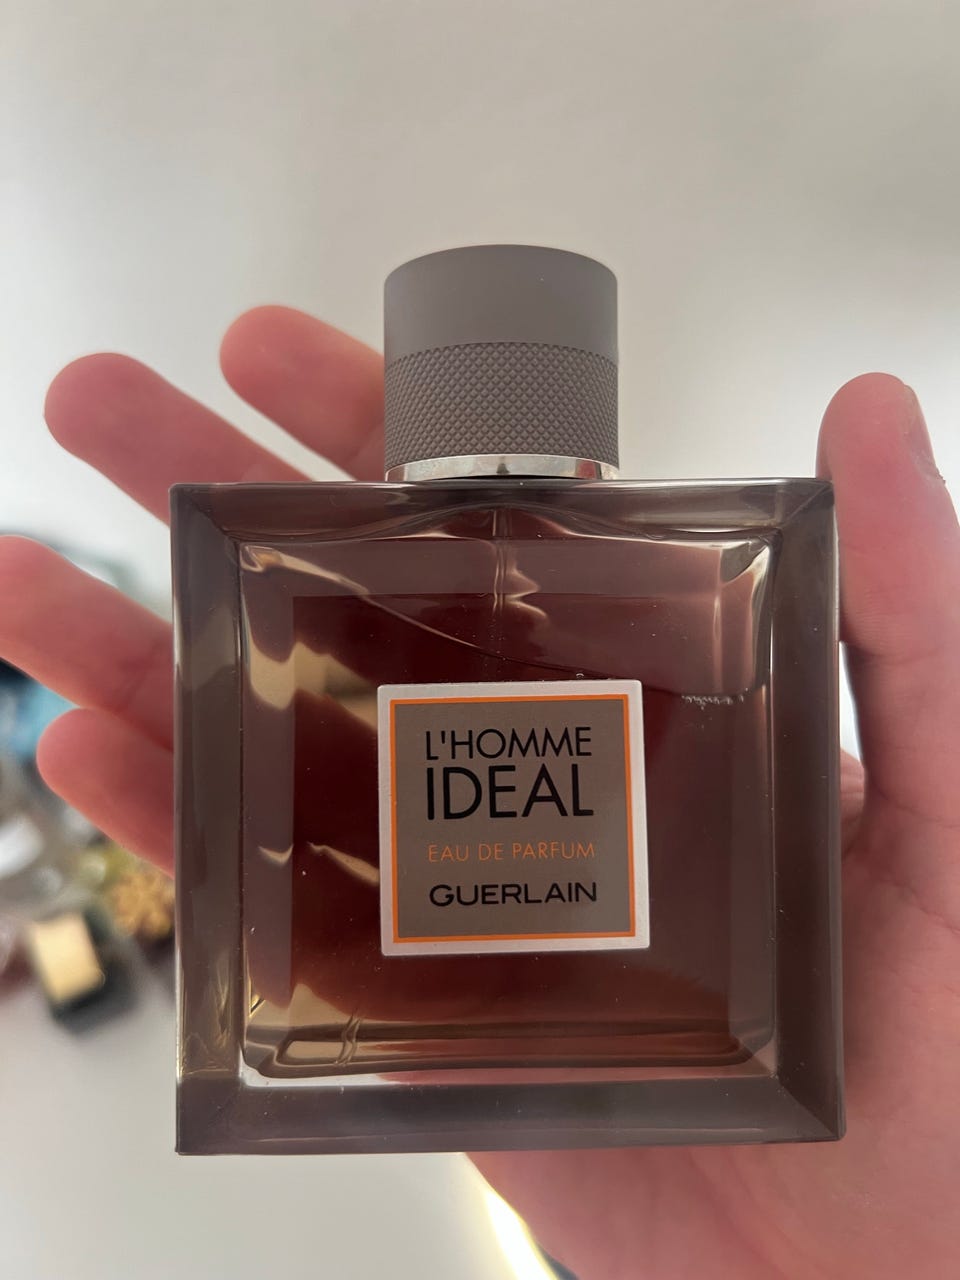 L'HOMME
IDEAL
EAU DE PARFUM
GUERLAIN